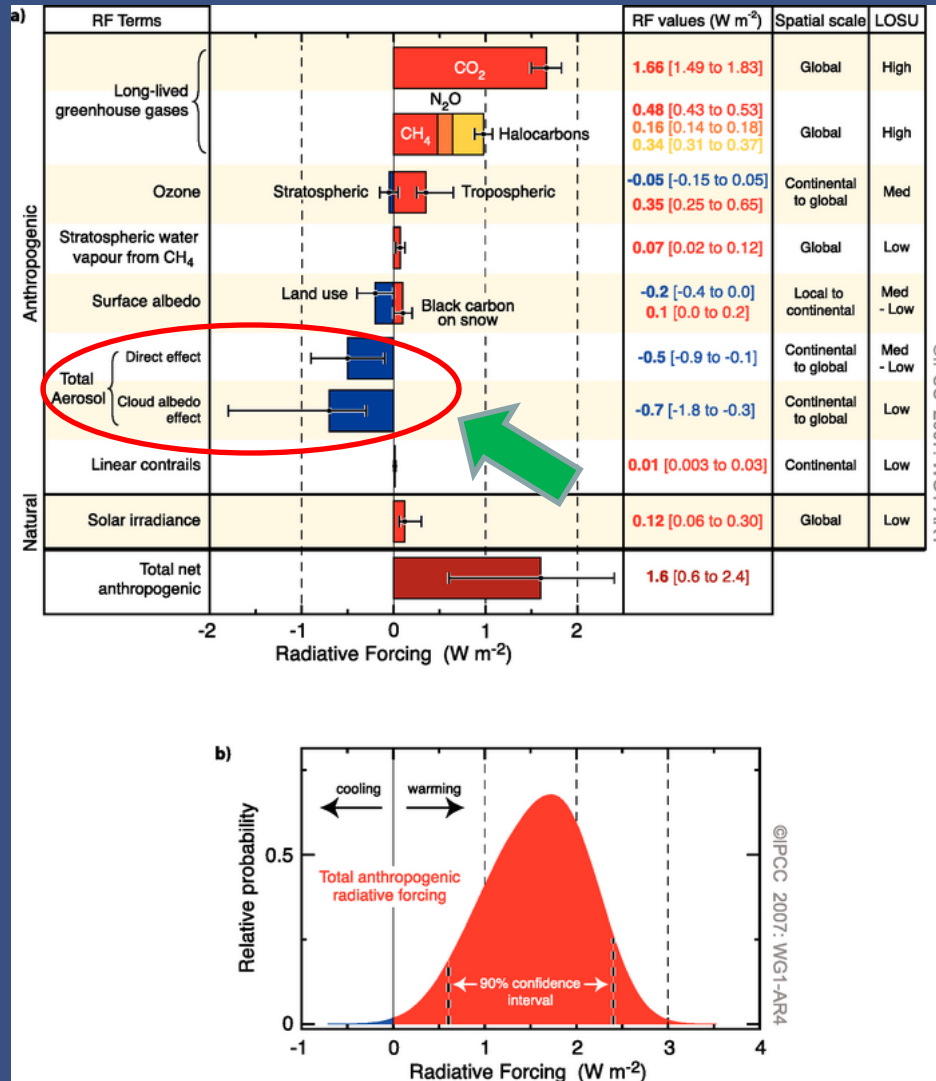 a)
RF Terms
RF values (W m-2)
Spatial scale
LOSU
Anthropogenic
Long-lived
greenhouse gases
CO2
1.66 [1.49 to 1.83]
Global
High
N2O
CH4
Halocarbons
0.48 [0.43 to 0.53]
0.16 [0.14 to 0.18]
0.34 [0.31 to 0.37]
Global
High
Ozone
Stratospheric
Tropospheric
-0.05 [-0.15 to 0.05]
0.35 [0.25 to 0.65]
Continental
to global
Med
Stratospheric water
vapour from CH4
0.07 [0.02 to 0.12]
Global
Low
Surface albedo
Land use
Black carbon
on snow
-0.2 [-0.4 to 0.0]
0.1 [0.0 to 0.2]
Local to
continental
Med
- Low
Total
Aerosol
Direct effect
-0.5 [-0.9 to -0.1]
Continental
to global
Med
- Low
Cloud albedo
effect
-0.7 [-1.8 to -0.3]
Continental
to global
Low
Linear contrails
0.01 [0.003 to 0.03]
Continental
Low
Natural
Solar irradiance
0.12 [0.06 to 0.30]
Global
Low
Total net
anthropogenic
1.6 [0.6 to 2.4]
-2 -1 0 1 2
Radiative Forcing (W m-2)
b)
cooling
warming
Relative probability
0.5
0
Total anthropogenic
radiative forcing
90% confidence
interval
-1 0 1 2 3 4
Radiative Forcing (W m-2)
©IPCC 2007: WG1-AR4